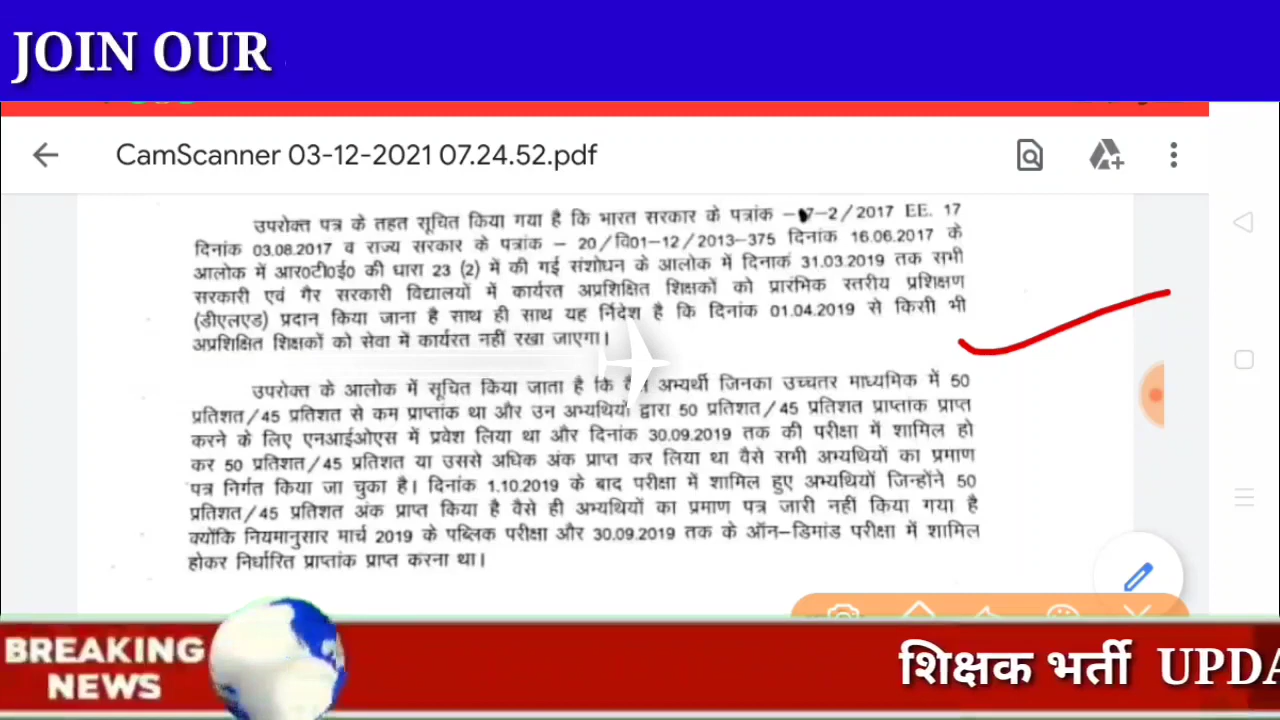 JOIN OUR
CamScanner 03-12-2021 07.24.52.pdf
उपरोक्त पत्र के तहत सूचित किया गया है कि भारत सरकार के पत्रांक –17–2/2017 EE. 17
दिनांक 03.08.2017 व राज्य सरकार के पत्रांक – 20/वि01–12/2013–375 दिनांक 16.06.2017 के
आलोक में आर0टी0ई0 की धारा 23 (2) में की गई संशोधन के आलोक में दिनाकं 31.03.2019 तक सभी
सरकारी एवं गैर सरकारी विद्यालयों में कार्यरत अप्रशिक्षित शिक्षकों को प्रारंभिक स्तरीय प्रशिक्षण
(डीएलएड) प्रदान किया जाना है साथ ही साथ यह र्निदेश है कि दिनांक 01.04.2019 से किसी भी
अप्रशिक्षित शिक्षकों को सेवा में कार्यरत नहीं रखा जाएगा।
उपरोक्त के आलोक में सूचित किया जाता है कि अभ्यर्थी जिनका उच्चतर माध्यमिक में 50
प्रतिशत/45 प्रतिशत से कम प्राप्तांक था और उन अभ्यथियों द्वारा 50 प्रतिशत/45 प्रतिशत प्राप्ताक प्राप्त
करने के लिए एनआईओएस में प्रवेश लिया था और दिनांक 30.09.2019 तक की परीक्षा में शामिल हो
कर 50 प्रतिशत/45 प्रतिशत या उससे अधिक अंक प्राप्त कर लिया था वैसे सभी अभ्यथियों का प्रमाण
पत्र निर्गत किया जा चुका है। दिनांक 1.10.2019 के बाद परीक्षा में शामिल हुए अभ्यथियों जिन्होंने 50
प्रतिशत/45 प्रतिशत अंक प्राप्त किया है वैसे ही अभ्यथियों का प्रमाण पत्र जारी नहीं किया गया है
क्योंकि नियमानुसार मार्च 2019 के पब्लिक परीक्षा और 30.09.2019 तक के ऑन–डिमांड परीक्षा में शामिल
होकर निर्धारित प्राप्तांक प्राप्त करना था।
BREAKING
NEWS
शिक्षक भर्ती UPDA